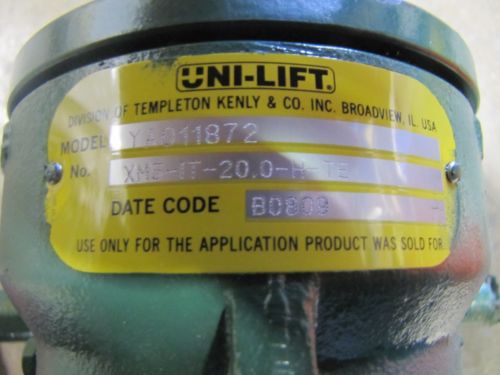 UNI-LIFT®
DIVISION OF TEMPLETON KENLY & CO. INC. BROADVIEW, IL. USA
MODEL YA011872
No. XM5-IT-20.0-H-TE
DATE CODE B0809
USE ONLY FOR THE APPLICATION PRODUCT WAS SOLD FOR